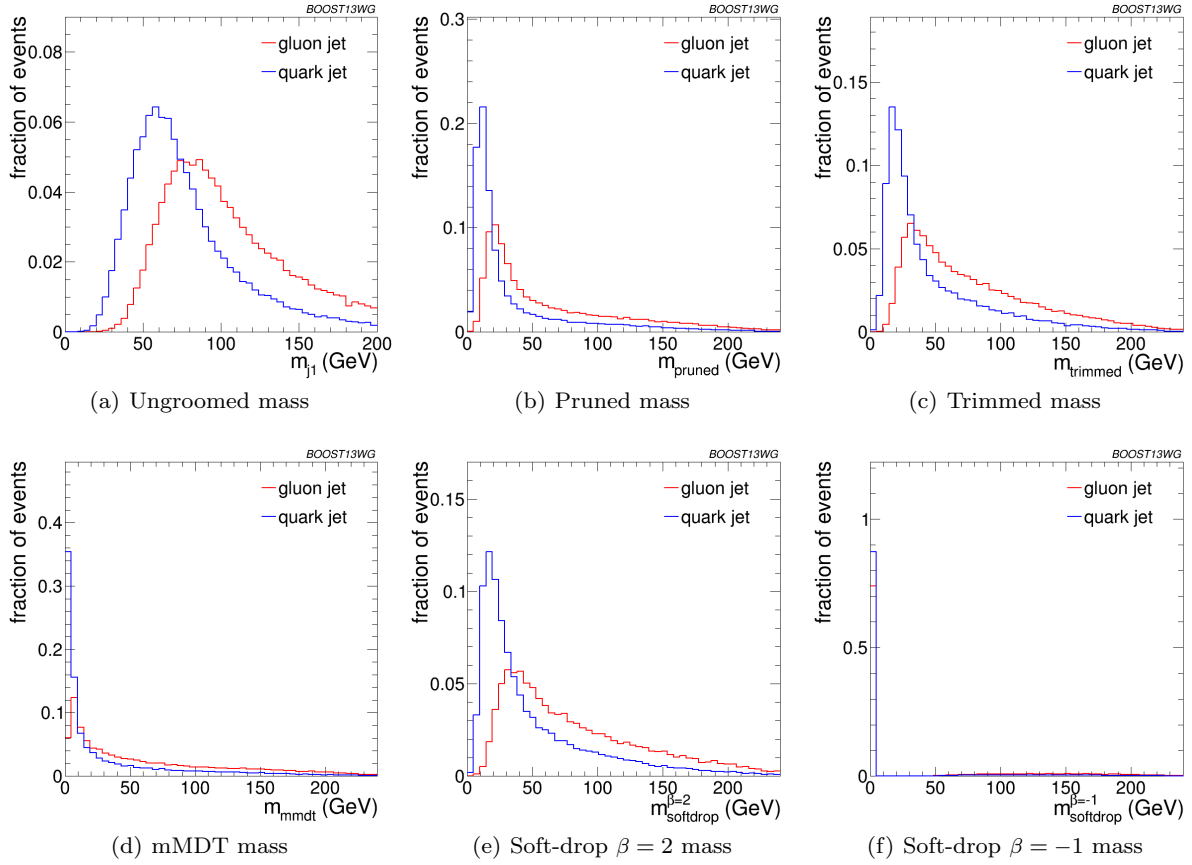 BOOST13WG
fraction of events
0.08
0.06
0.04
0.02
0
gluon jet
quark jet
0 50 100 150 200
m_j1 (GeV)
(a) Ungroomed mass
BOOST13WG
fraction of events
0.3
0.2
0.1
0
gluon jet
quark jet
0 50 100 150 200
m_pruned (GeV)
(b) Pruned mass
BOOST13WG
fraction of events
0.15
0.1
0.05
0
gluon jet
quark jet
0 50 100 150 200
m_trimmed (GeV)
(c) Trimmed mass
BOOST13WG
fraction of events
0.4
0.3
0.2
0.1
0
gluon jet
quark jet
0 50 100 150 200
m_mmdt (GeV)
(d) mMDT mass
BOOST13WG
fraction of events
0.15
0.1
0.05
0
gluon jet
quark jet
0 50 100 150 200
m^β=2_softdrop (GeV)
(e) Soft-drop β = 2 mass
BOOST13WG
fraction of events
1
0.5
0
gluon jet
quark jet
0 50 100 150 200
m^β=-1_softdrop (GeV)
(f) Soft-drop β = −1 mass